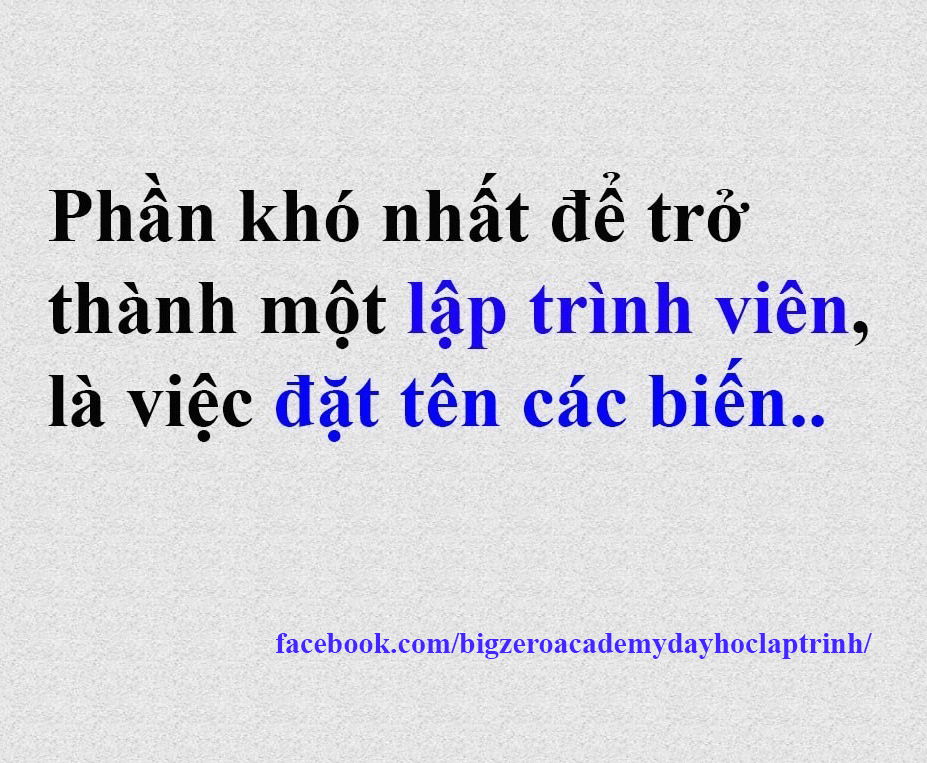 Phần khó nhất để trở
thành một lập trình viên,
là việc đặt tên các biến..
facebook.com/bigzeroacademydayhoclaptrinh/